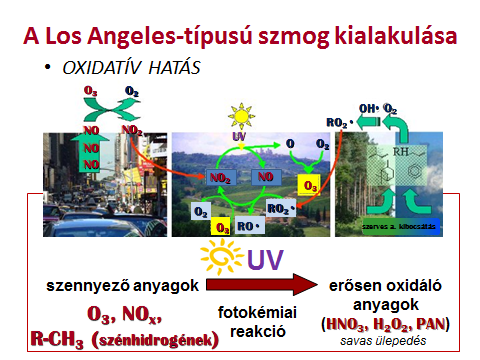 A Los Angeles-típusú szmog kialakulása
• OXIDATÍV HATÁS
O₃ O₂
NO NO₂
NO
NO
UV
O O₂
NO₂ NO
O₃
O₂ RO₂•
O₃ RO•
OH• O₂
RO₂•
RH
szerves a. kibocsátás
UV
szennyező anyagok
O₃, NOₓ,
R-CH₃ (szénhidrogének)
fotokémiai
reakció
erősen oxidáló
anyagok
(HNO₃, H₂O₂, PAN)
savas ülepedés